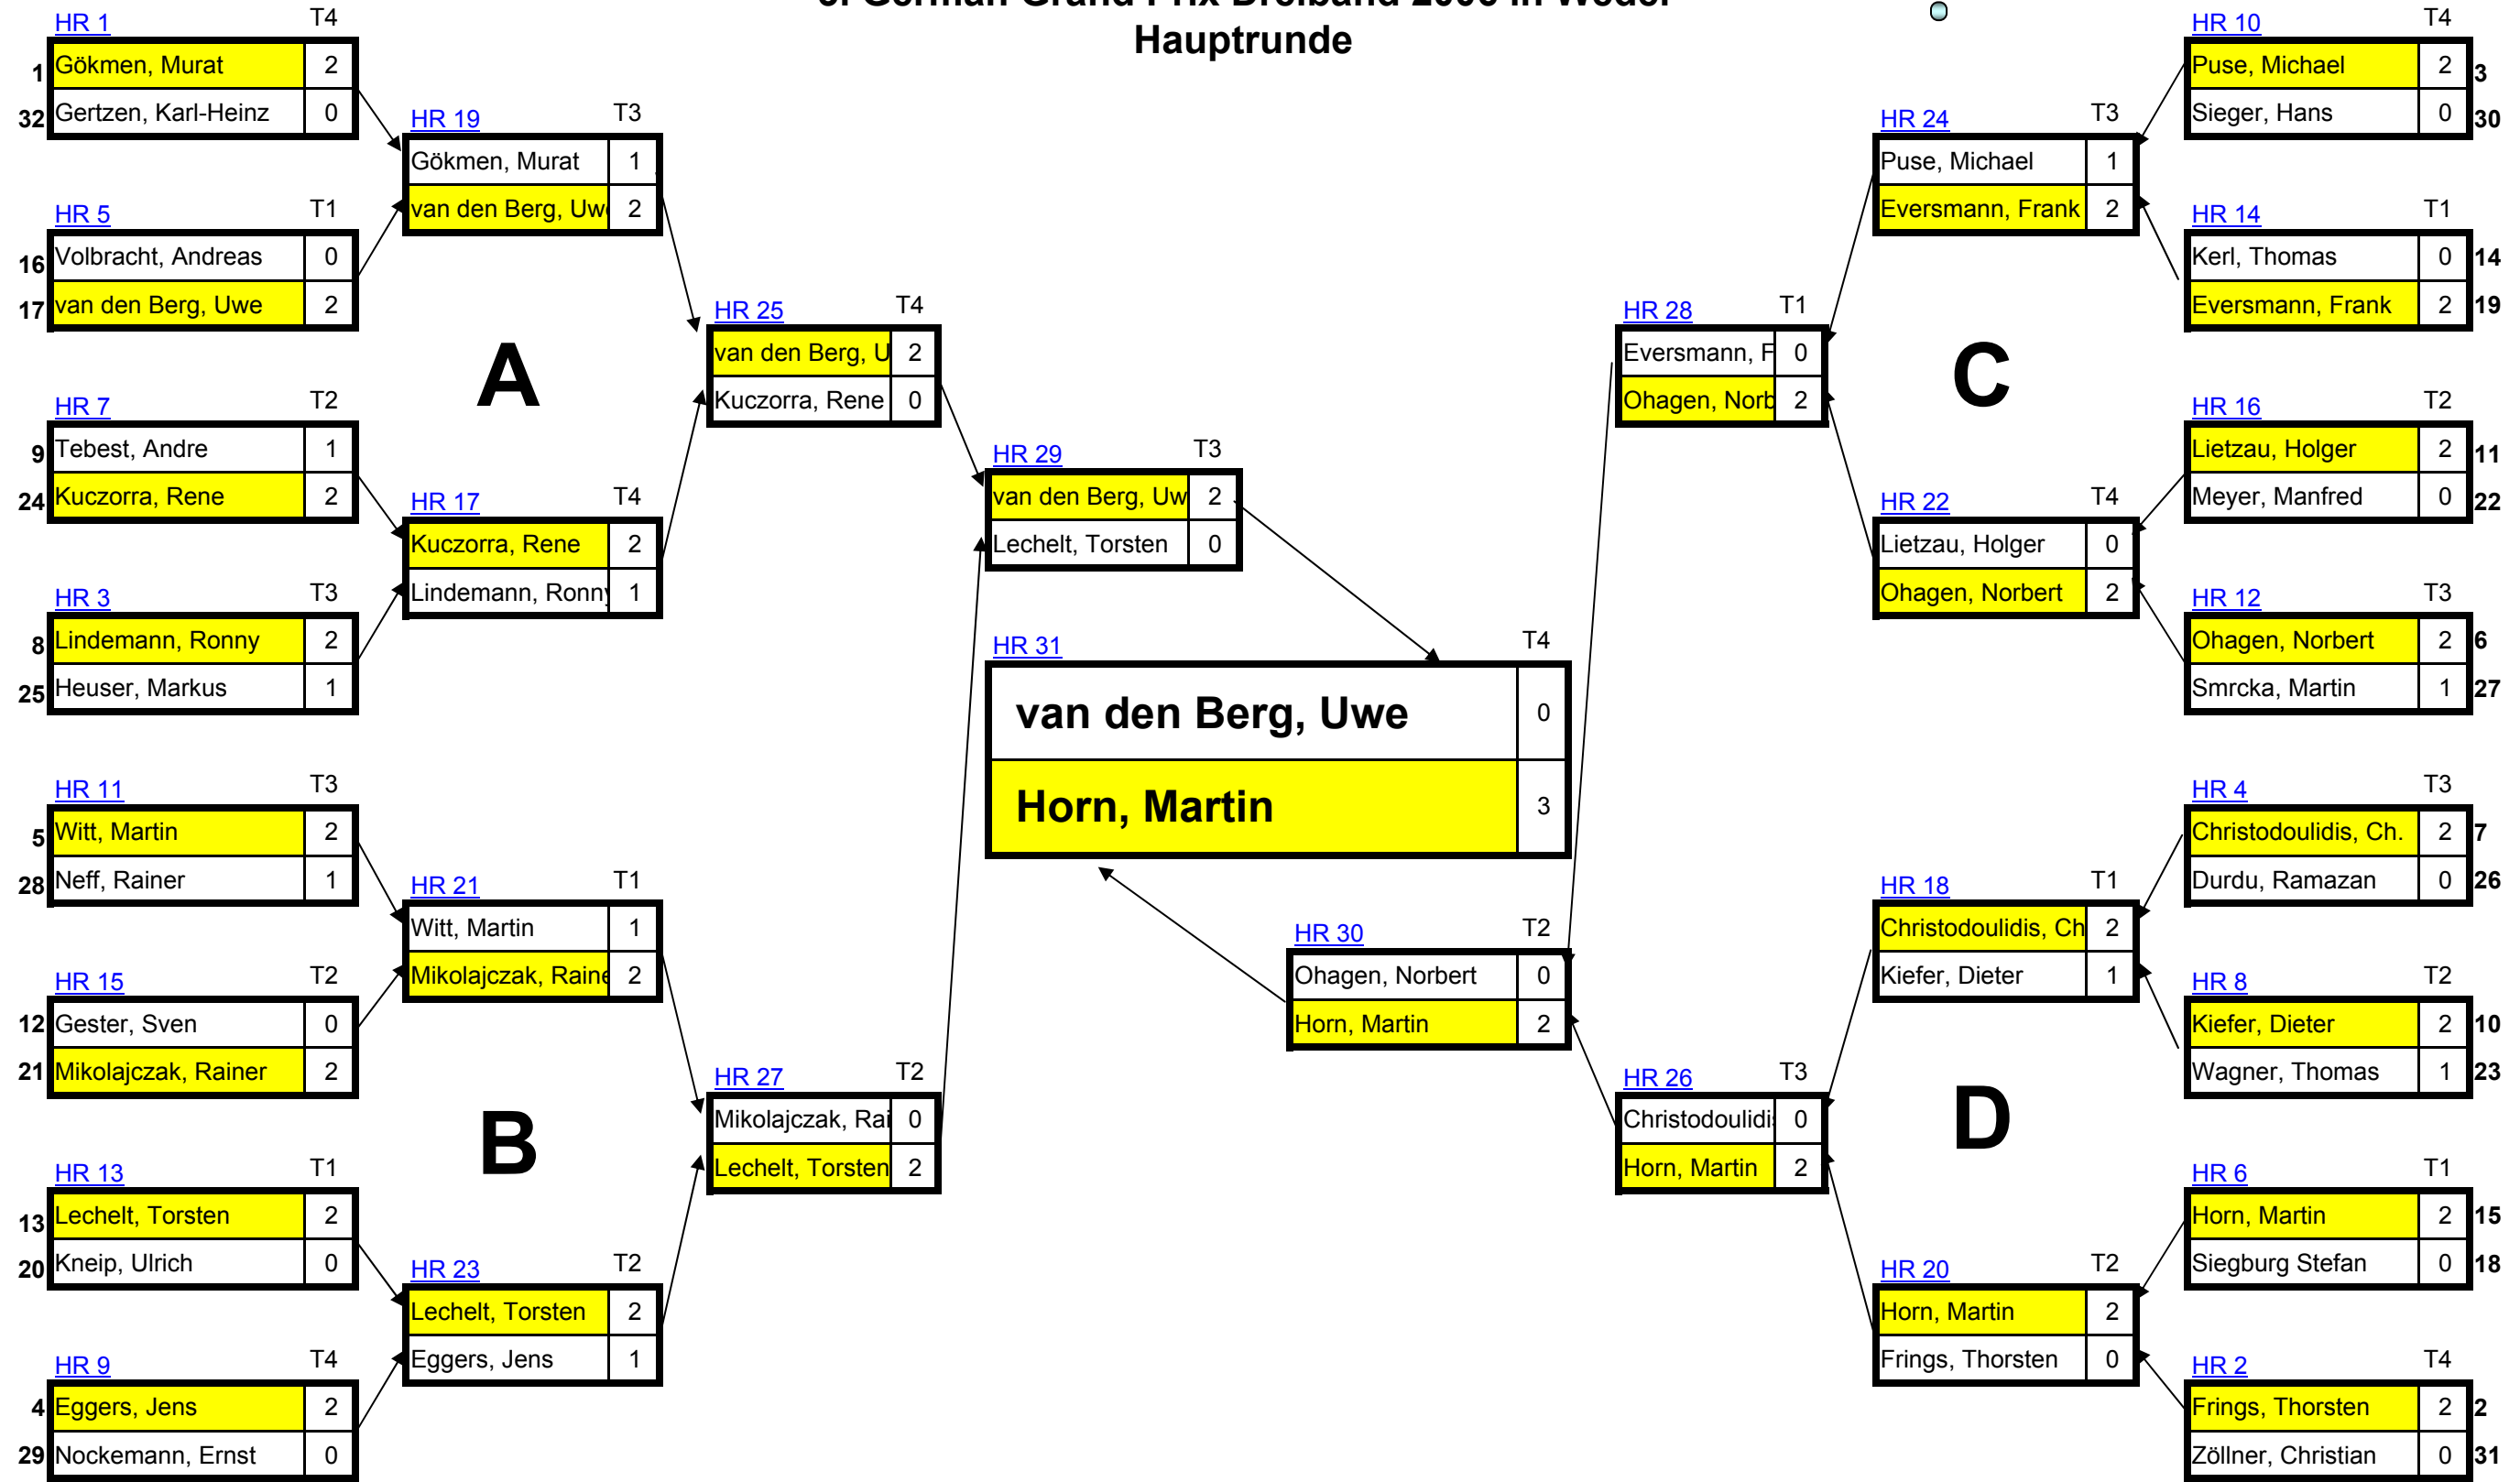 Hauptrunde
HR 1 T4
1 Gökmen, Murat 2
32 Gertzen, Karl-Heinz 0
HR 5 T1
16 Volbracht, Andreas 0
17 van den Berg, Uwe 2
HR 7 T2
9 Tebest, Andre 1
24 Kuczorra, Rene 2
HR 3 T3
8 Lindemann, Ronny 2
25 Heuser, Markus 1
HR 11 T3
5 Witt, Martin 2
28 Neff, Rainer 1
HR 15 T2
12 Gester, Sven 0
21 Mikolajczak, Rainer 2
HR 13 T1
13 Lechelt, Torsten 2
20 Kneip, Ulrich 0
HR 9 T4
4 Eggers, Jens 2
29 Nockemann, Ernst 0
HR 19 T3
Gökmen, Murat 1
van den Berg, Uw 2
HR 17 T4
Kuczorra, Rene 2
Lindemann, Ronny 1
A
HR 21 T1
Witt, Martin 1
Mikolajczak, Raine 2
HR 23 T2
Lechelt, Torsten 2
Eggers, Jens 1
B
HR 25 T4
van den Berg, U 2
Kuczorra, Rene 0
HR 27 T2
Mikolajczak, Rai 0
Lechelt, Torsten 2
HR 29 T3
van den Berg, Uw 2
Lechelt, Torsten 0
HR 31 T4
van den Berg, Uwe 0
Horn, Martin 3
HR 30 T2
Ohagen, Norbert 0
Horn, Martin 2
HR 28 T1
Eversmann, F 0
Ohagen, Norb 2
HR 26 T3
Christodoulidi 0
Horn, Martin 2
HR 24 T3
Puse, Michael 1
Eversmann, Frank 2
C
HR 22 T4
Lietzau, Holger 0
Ohagen, Norbert 2
HR 18 T1
Christodoulidis, Ch 2
Kiefer, Dieter 1
D
HR 20 T2
Horn, Martin 2
Frings, Thorsten 0
HR 10 T4
Puse, Michael 2 3
Sieger, Hans 0 30
HR 14 T1
Kerl, Thomas 0 14
Eversmann, Frank 2 19
HR 16 T2
Lietzau, Holger 2 11
Meyer, Manfred 0 22
HR 12 T3
Ohagen, Norbert 2 6
Smrcka, Martin 1 27
HR 4 T3
Christodoulidis, Ch. 2 7
Durdu, Ramazan 0 26
HR 8 T2
Kiefer, Dieter 2 10
Wagner, Thomas 1 23
HR 6 T1
Horn, Martin 2 15
Siegburg Stefan 0 18
HR 2 T4
Frings, Thorsten 2 2
Zöllner, Christian 0 31